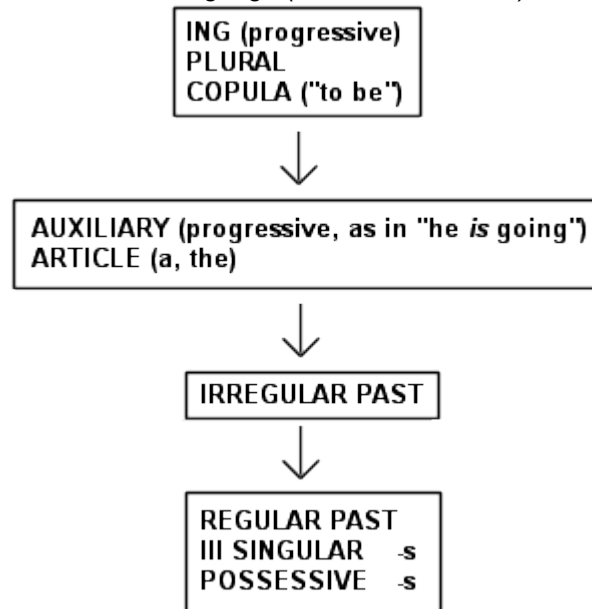 ING (progressive)
PLURAL
COPULA ("to be")
AUXILIARY (progressive, as in "he is going")
ARTICLE (a, the)
IRREGULAR PAST
REGULAR PAST
III SINGULAR -s
POSSESSIVE -s